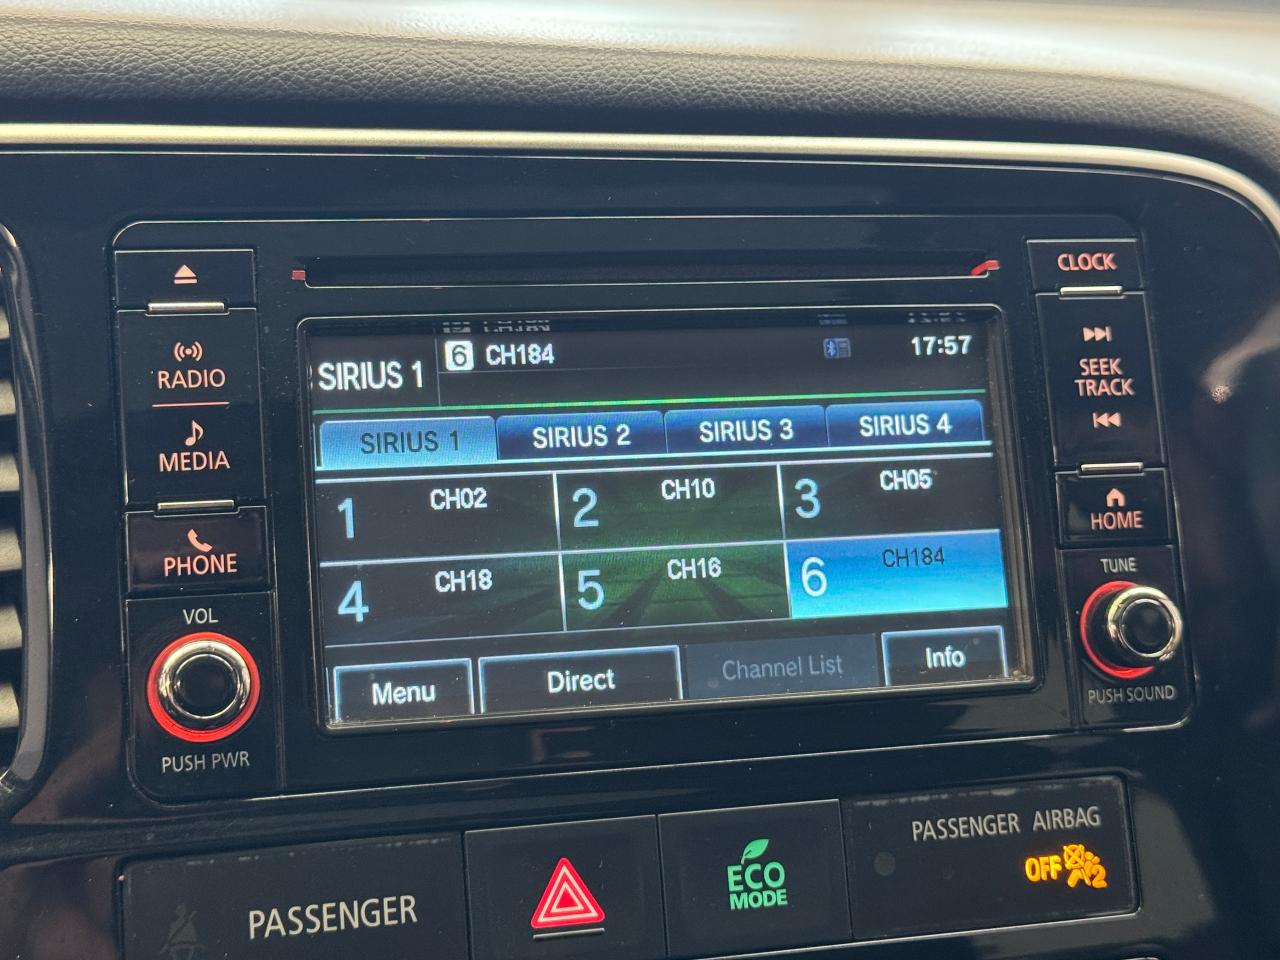 CLOCK
RADIO
MEDIA
PHONE
VOL
PUSH PWR
SIRIUS 1
6 CH184
17:57
SIRIUS 1 SIRIUS 2 SIRIUS 3 SIRIUS 4
1 CH02 2 CH10 3 CH05
4 CH18 5 CH16 6 CH184
Menu Direct Channel List Info
SEEK
TRACK
HOME
TUNE
PUSH SOUND
PASSENGER
ECO
MODE
PASSENGER AIRBAG
OFF 2